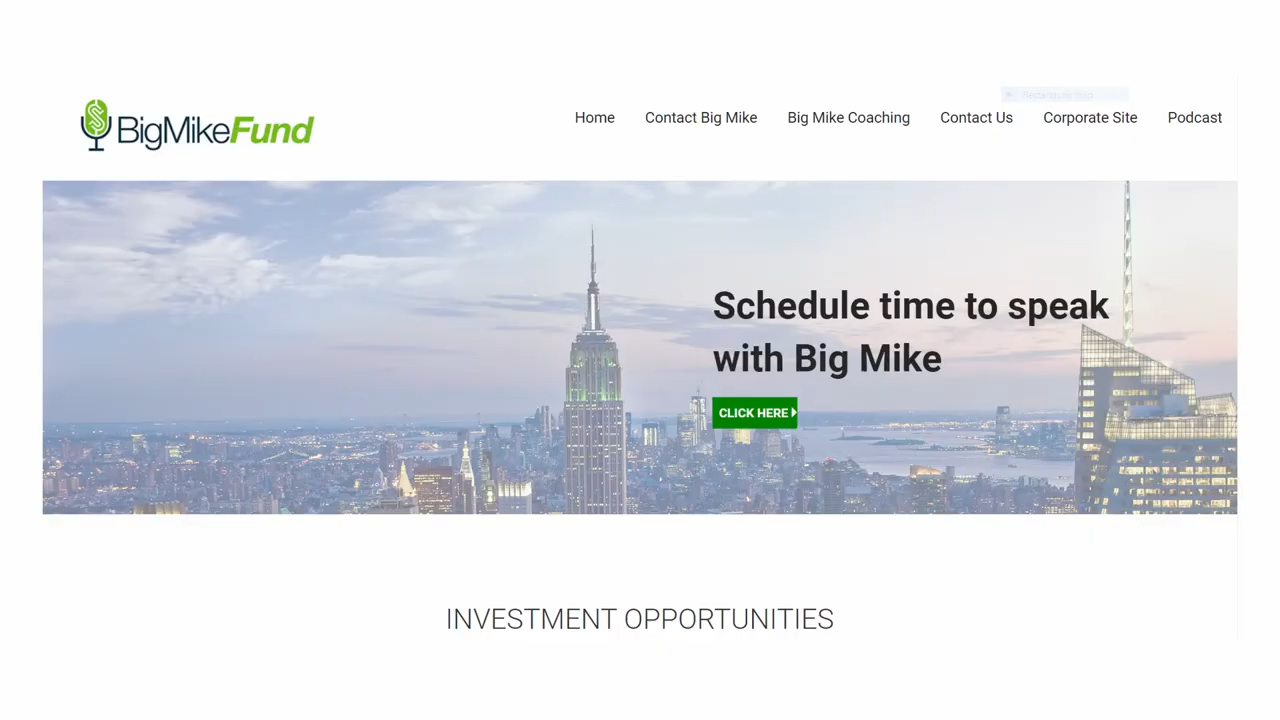 BigMikeFund
Home Contact Big Mike Big Mike Coaching Contact Us Corporate Site Podcast
Schedule time to speak
with Big Mike
CLICK HERE
INVESTMENT OPPORTUNITIES